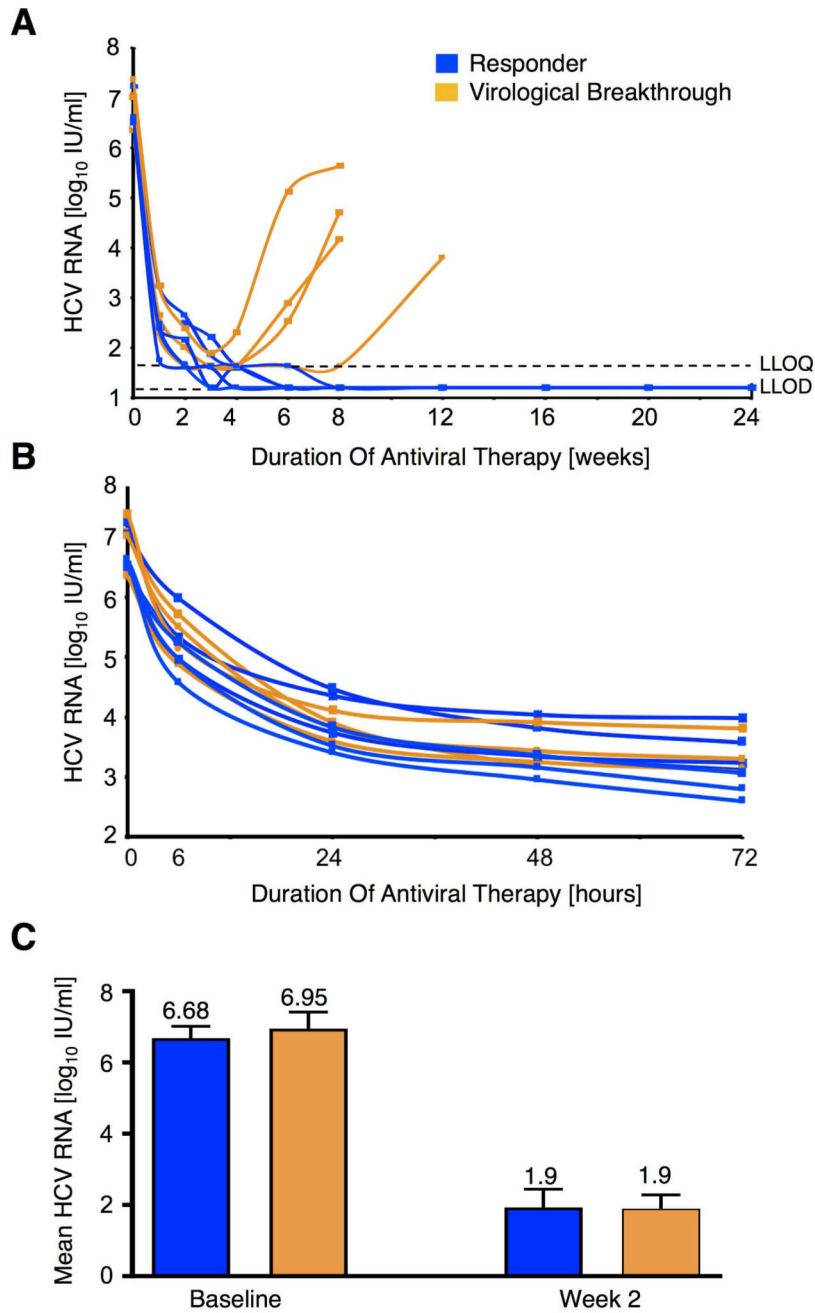 A
HCV RNA [log10 IU/ml]
8
7
6
5
4
3
2
1
Responder
Virological Breakthrough
LLOQ
LLOD
0 2 4 6 8 12 16 20 24
Duration Of Antiviral Therapy [weeks]
B
HCV RNA [log10 IU/ml]
8
7
6
5
4
3
2
0 6 24 48 72
Duration Of Antiviral Therapy [hours]
C
Mean HCV RNA [log10 IU/ml]
8
6
4
2
0
6.68 6.95
1.9 1.9
Baseline Week 2